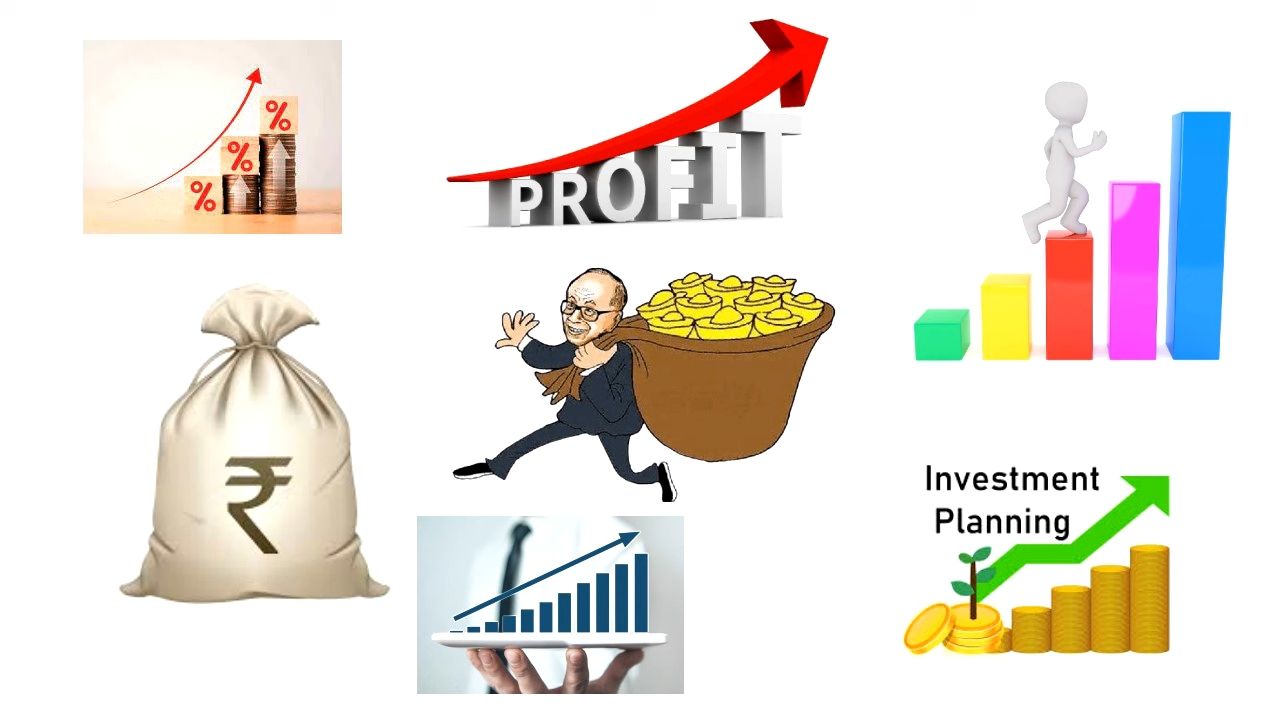 %
%
%
PROFIT
₹
Investment
Planning